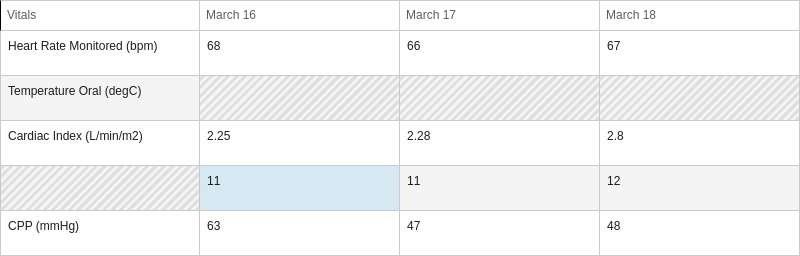 Vitals March 16 March 17 March 18
Heart Rate Monitored (bpm) 68 66 67
Temperature Oral (degC)
Cardiac Index (L/min/m2) 2.25 2.28 2.8
11 11 12
CPP (mmHg) 63 47 48